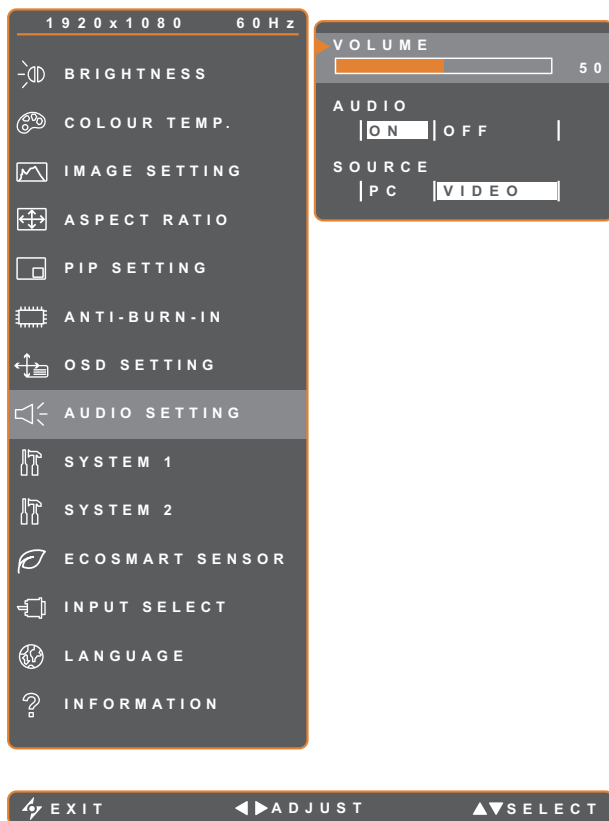 1920x1080 60Hz
BRIGHTNESS
COLOUR TEMP.
IMAGE SETTING
ASPECT RATIO
PIP SETTING
ANTI-BURN-IN
OSD SETTING
AUDIO SETTING
SYSTEM 1
SYSTEM 2
ECOSMART SENSOR
INPUT SELECT
LANGUAGE
INFORMATION
VOLUME
50
AUDIO
ON OFF
SOURCE
PC VIDEO
EXIT ADJUST SELECT